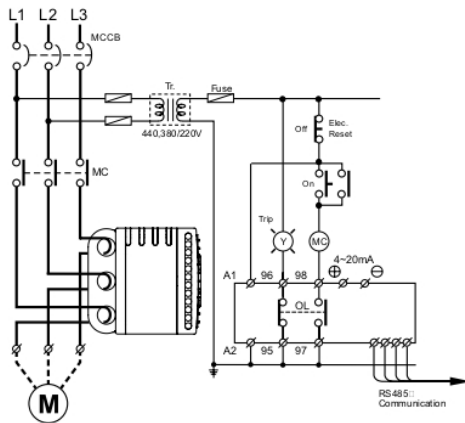 L1 L2 L3
MCCB
Tr.
Fuse
440,380/220V
Off
Elec.
Reset
MC
On
Trip
Y
MC
4~20mA
A1 96 98
OL
A2 95 97
M
RS485
Communication